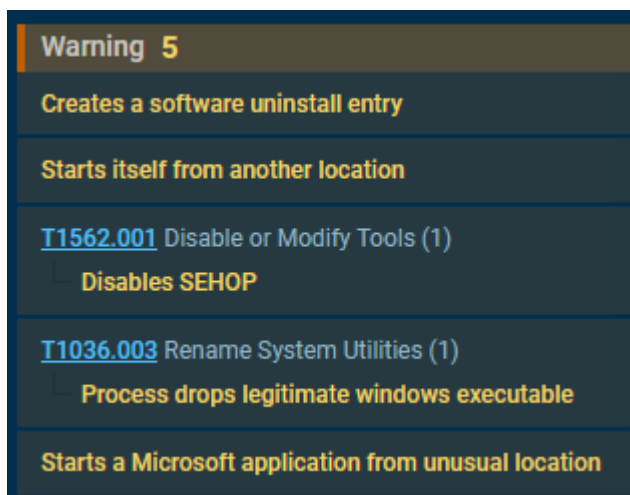 Warning 5
Creates a software uninstall entry
Starts itself from another location
T1562.001 Disable or Modify Tools (1)
Disables SEHOP
T1036.003 Rename System Utilities (1)
Process drops legitimate windows executable
Starts a Microsoft application from unusual location